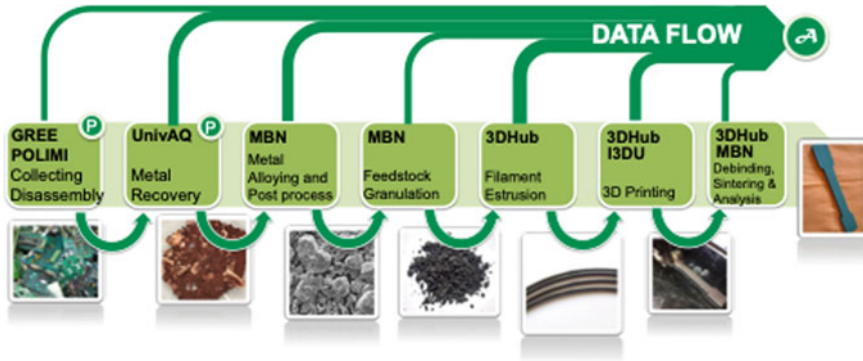 DATA FLOW
A
GREE
POLIMI
Collecting
Disassembly
P
UnivAQ
Metal
Recovery
P
MBN
Metal
Alloying and
Post process
MBN
Feedstock
Granulation
3DHub
Filament
Estrusion
3DHub
I3DU
3D Printing
3DHub
MBN
Debinding,
Sintering &
Analysis